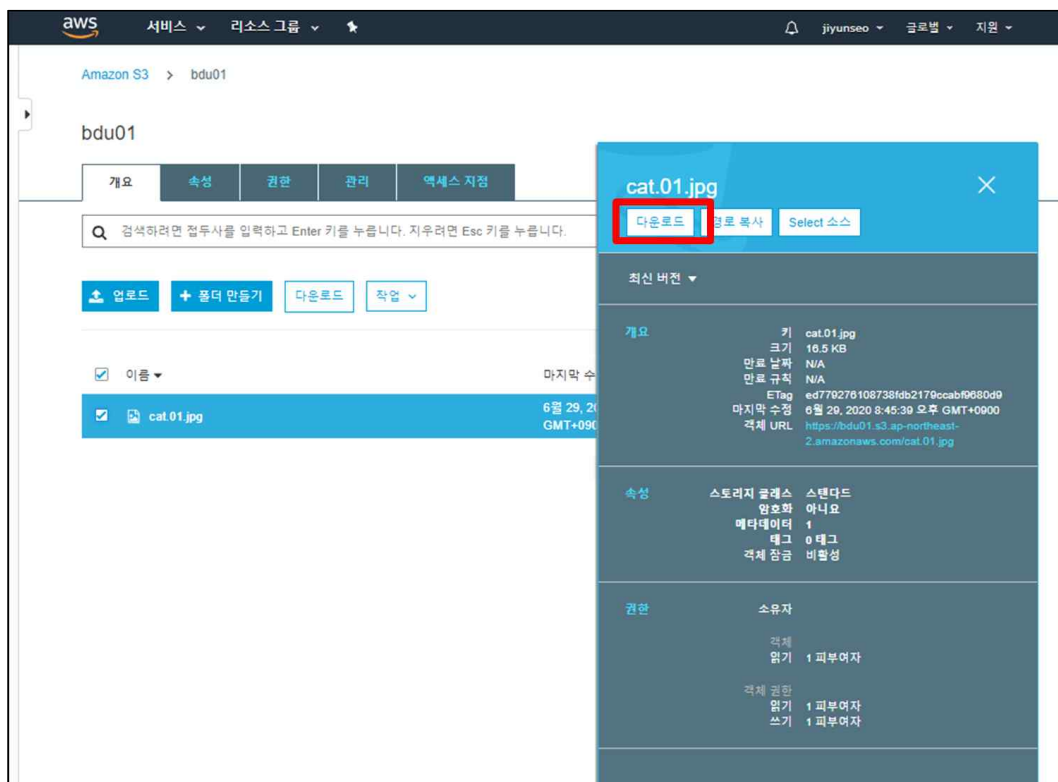 aws 서비스 리소스 그룹 jiyunseo 글로벌 지원
Amazon S3 > bdu01
bdu01
개요 속성 권한 관리 액세스 지점
검색하려면 접두사를 입력하고 Enter 키를 누릅니다. 지우려면 Esc 키를 누릅니다.
업로드 + 폴더 만들기 다운로드 작업
이름 마지막 수
cat.01.jpg 6월 29, 20
GMT+090
cat.01.jpg
다운로드 경로 복사 Select 소스
최신 버전
개요 키 cat.01.jpg
크기 16.5 KB
만료 날짜 N/A
만료 규칙 N/A
ETag ed779276108738fdb2179ccabf9680d9
마지막 수정 6월 29, 2020 8:45:39 오후 GMT+0900
객체 URL https://bdu01.s3.ap-northeast-
2.amazonaws.com/cat.01.jpg
속성 스토리지 클래스 스탠다드
암호화 아니요
메타데이터 1
태그 0 태그
객체 잠금 비활성
권한 소유자
객체
읽기 1 피부여자
객체 권한
읽기 1 피부여자
쓰기 1 피부여자